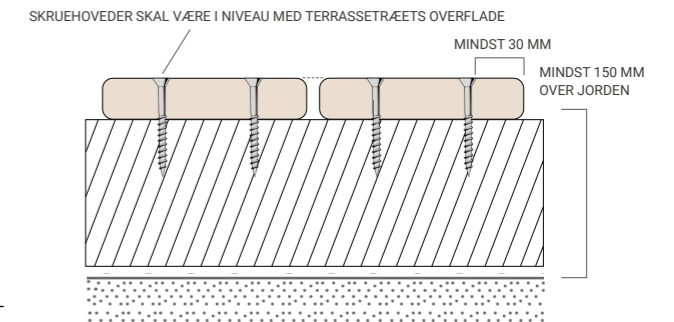 SKRUEHOVEDER SKAL VÆRE I NIVEAU MED TERRASSETRÆETS OVERFLADE
MINDST 30 MM
MINDST 150 MM
OVER JORDEN